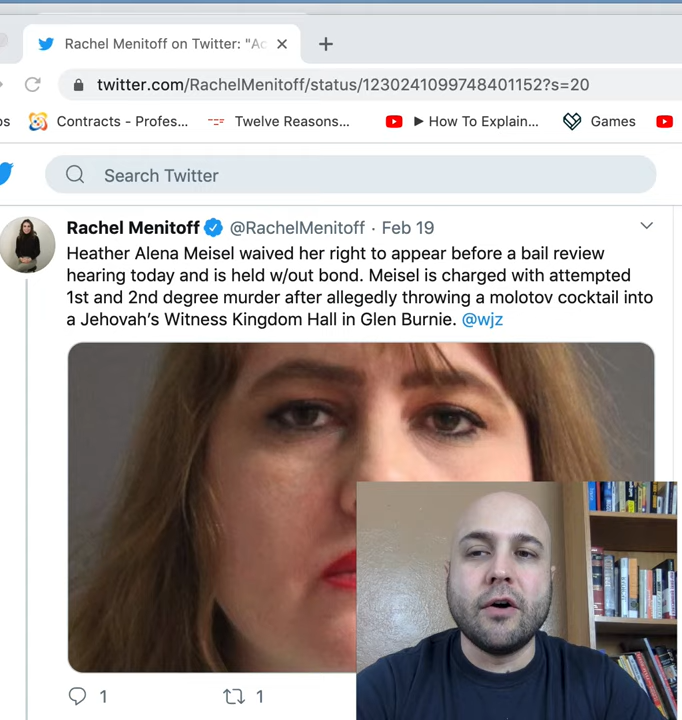 Rachel Menitoff on Twitter: "Ac
twitter.com/RachelMenitoff/status/1230241099748401152?s=20
ps Contracts - Profes... Twelve Reasons... How To Explain... Games
Search Twitter
Rachel Menitoff @RachelMenitoff · Feb 19
Heather Alena Meisel waived her right to appear before a bail review
hearing today and is held w/out bond. Meisel is charged with attempted
1st and 2nd degree murder after allegedly throwing a molotov cocktail into
a Jehovah's Witness Kingdom Hall in Glen Burnie. @wjz
1 1